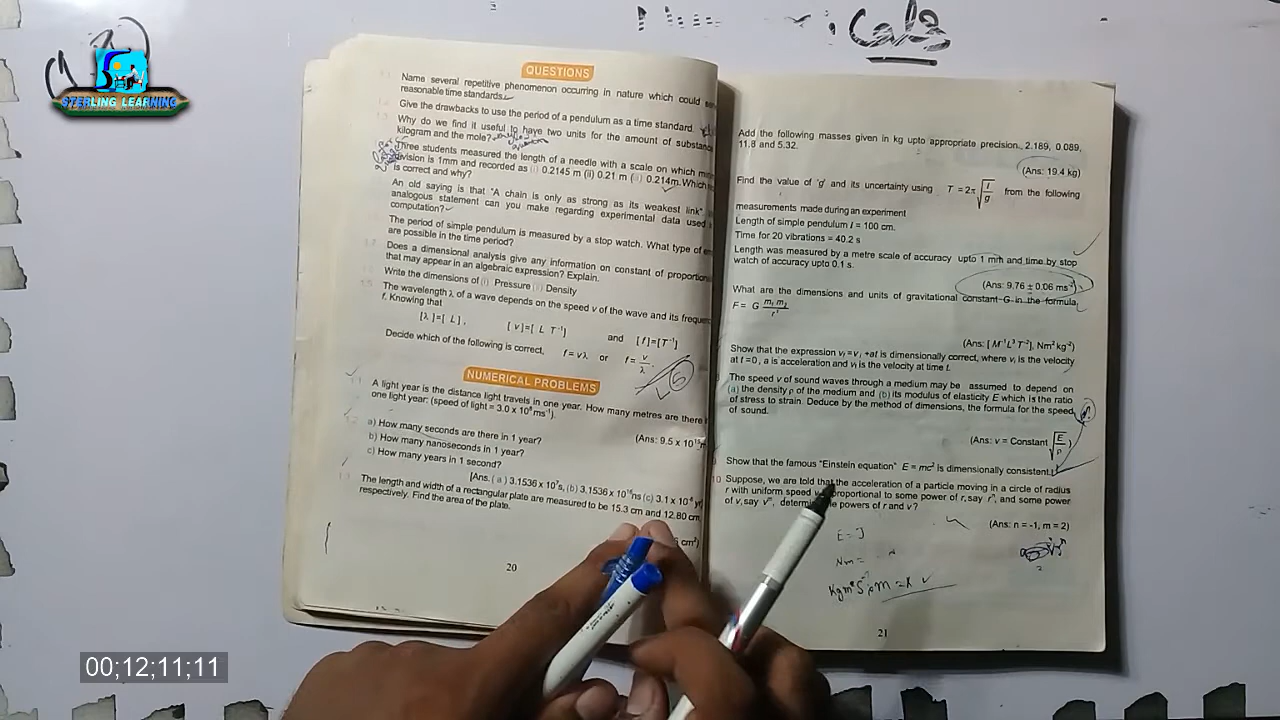 Cals
STERLING LEARNING
QUESTIONS
Name several repetitive phenomenon occurring in nature which could
reasonable time standards.
Give the drawbacks to use the period of a pendulum as a time standard.
Why do we find it useful to have two units for the amount of substance
kilogram and the mole?
Three students measured the length of a needle with a scale on which
division is 1mm and recorded as (i) 0.2145 m (ii) 0.21 m (iii) 0.214m. Which
is correct and why?
An old saying is that "A chain is only as strong as its weakest link".
analogous statement can you make regarding experimental data used
computation?
The period of simple pendulum is measured by a stop watch. What type of
are possible in the time period?
Does a dimensional analysis give any information on constant of
that may appear in an algebraic expression? Explain.
Write the dimensions of (i) Pressure (ii) Density
The wavelength λ of a wave depends on the speed v of the wave and its
f. Knowing that
[λ]=[ L], [v]=[ L T⁻¹] and [f]=[T⁻¹]
Decide which of the following is correct, f = vλ or f = v/λ.
NUMERICAL PROBLEMS
A light year is the distance light travels in one year. How many metres are there
one light year: (speed of light = 3.0 x 10⁸ ms⁻¹).
(Ans: 9.5 x 10¹⁵
a) How many seconds are there in 1 year?
b) How many nanoseconds in 1 year?
c) How many years in 1 second?
[Ans. (a) 3.1536 x 10⁷s, (b) 3.1536 x 10¹⁶ns (c) 3.1 x 10⁻⁸ yr]
The length and width of a rectangular plate are measured to be 15.3 cm and 12.80 cm,
respectively. Find the area of the plate.
cm²)
20
Add the following masses given in kg upto appropriate precision. 2.189, 0.089,
11.8 and 5.32.
(Ans: 19.4 kg)
Find the value of 'g' and its uncertainty using T = 2π√(l/g) from the following
measurements made during an experiment
Length of simple pendulum l = 100 cm.
Time for 20 vibrations = 40.2 s
Length was measured by a metre scale of accuracy upto 1 mm and time by stop
watch of accuracy upto 0.1 s.
(Ans: 9.76 ± 0.06 ms⁻²)
What are the dimensions and units of gravitational constant G in the formula
F = G m₁ m₂ / r²
(Ans: [M⁻¹L³T⁻²], Nm²kg⁻²)
Show that the expression vf = vi + at is dimensionally correct, where vi is the velocity
at t = 0, a is acceleration and vf is the velocity at time t.
The speed v of sound waves through a medium may be assumed to depend on
(a) the density ρ of the medium and (b) its modulus of elasticity E which is the ratio
of stress to strain. Deduce by the method of dimensions, the formula for the speed
of sound.
(Ans: v = Constant √(E/ρ))
Show that the famous "Einstein equation" E = mc² is dimensionally consistent.
10 Suppose, we are told that the acceleration of a particle moving in a circle of radius
r with uniform speed v is proportional to some power of r, say rⁿ, and some power
of v, say vᵐ, determine the powers of r and v?
(Ans: n = -1, m = 2)
E = J
Nm =
21
00;12;11;11